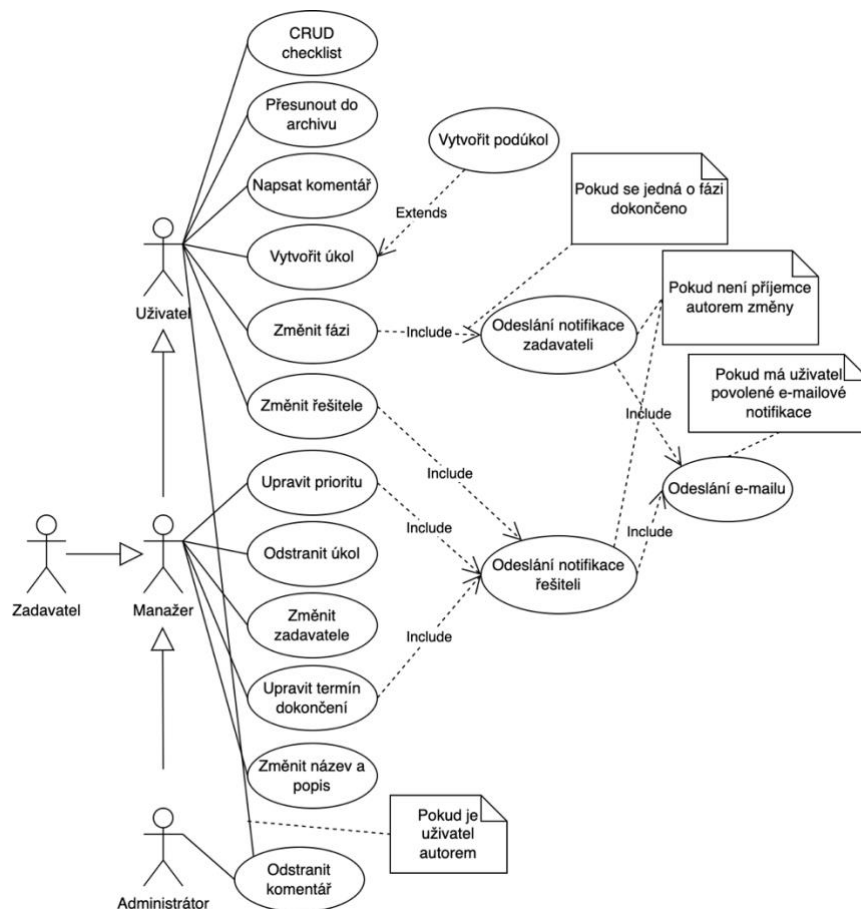 CRUD
checklist
Přesunout do
archivu
Vytvořit podúkol
Pokud se jedná o fázi
dokončeno
Napsat komentář
Extends
Vytvořit úkol
Pokud není příjemce
autorem změny
Uživatel
Změnit fázi
Include
Odeslání notifikace
zadavateli
Pokud má uživatel
povolené e-mailové
notifikace
Změnit řešitele
Include
Include
Upravit prioritu
Odeslání e-mailu
Include
Include
Odstranit úkol
Odeslání notifikace
řešiteli
Zadavatel
Manažer
Změnit
zadavatele
Include
Upravit termín
dokončení
Změnit název a
popis
Pokud je
uživatel
autorem
Odstranit
komentář
Administrátor